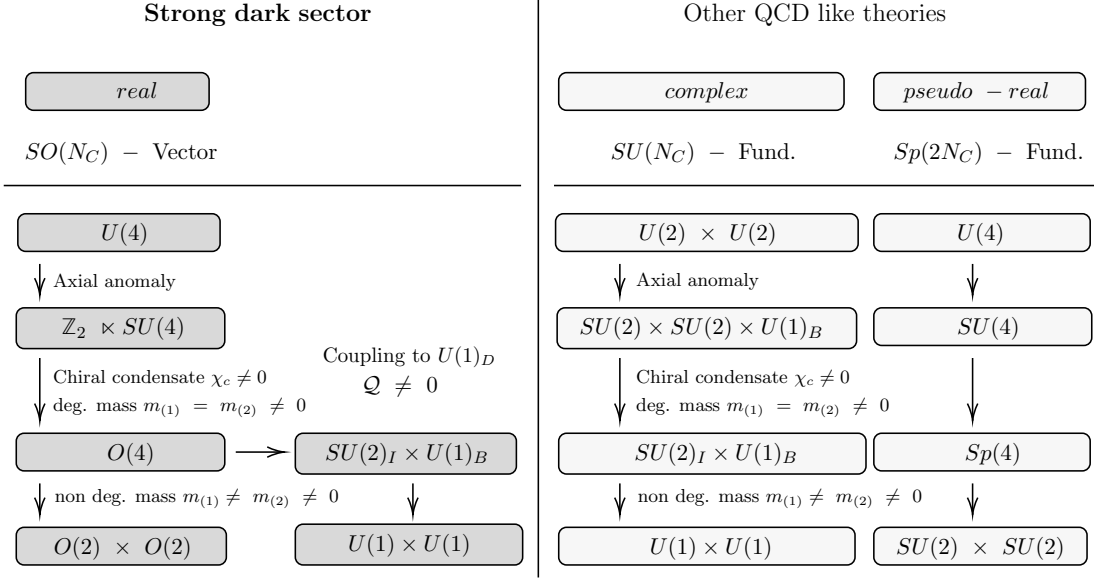 Strong dark sector
Other QCD like theories
real
complex
pseudo − real
SO(N_C) − Vector
SU(N_C) − Fund.
Sp(2N_C) − Fund.
U(4)
U(2) × U(2)
U(4)
Axial anomaly
Axial anomaly
ℤ_2 ⋉ SU(4)
SU(2) × SU(2) × U(1)_B
SU(4)
Coupling to U(1)_D
𝒬 ≠ 0
Chiral condensate χ_c ≠ 0
deg. mass m_(1) = m_(2) ≠ 0
Chiral condensate χ_c ≠ 0
deg. mass m_(1) = m_(2) ≠ 0
O(4)
SU(2)_I × U(1)_B
SU(2)_I × U(1)_B
Sp(4)
non deg. mass m_(1) ≠ m_(2) ≠ 0
non deg. mass m_(1) ≠ m_(2) ≠ 0
O(2) × O(2)
U(1) × U(1)
U(1) × U(1)
SU(2) × SU(2)